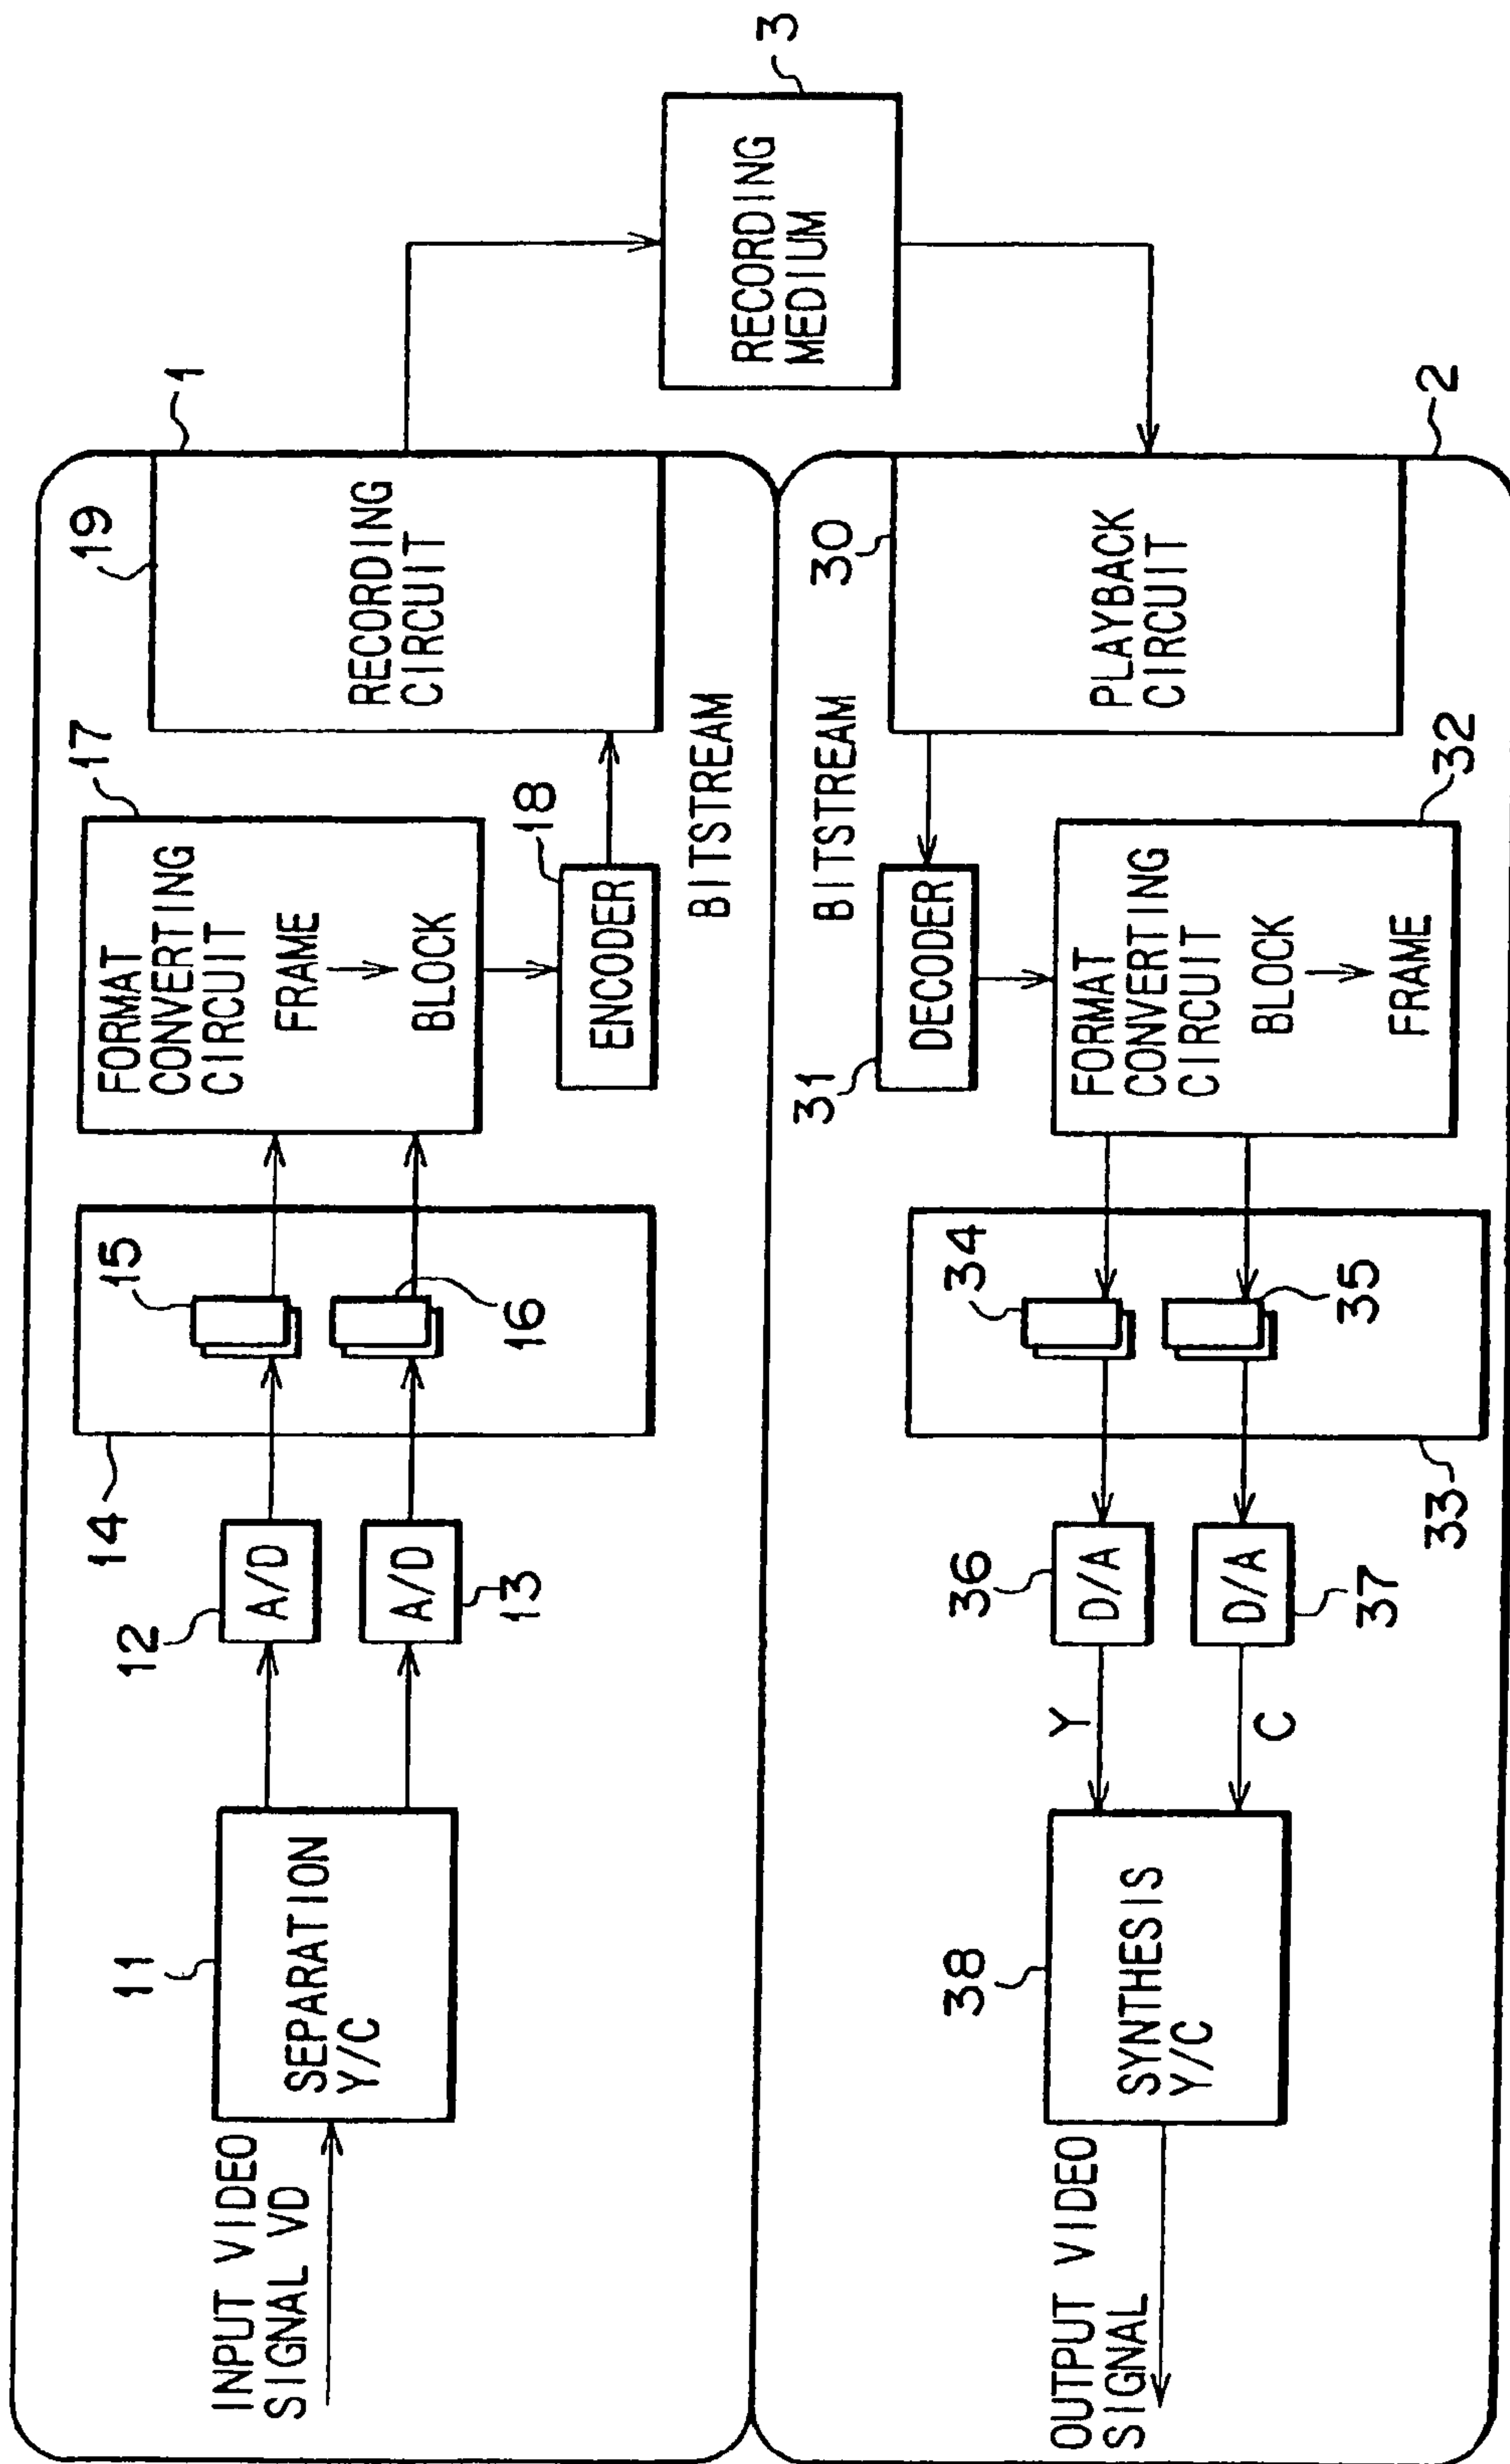 INPUT VIDEO
SIGNAL VD
11
SEPARATION
Y/C
12
A/D
13
A/D
14
15
16
17
FORMAT
CONVERTING
CIRCUIT
FRAME
BLOCK
18
ENCODER
BITSTREAM
19
RECORDING
CIRCUIT
1
3
RECORDING
MEDIUM
2
30
PLAYBACK
CIRCUIT
BITSTREAM
31
DECODER
32
FORMAT
CONVERTING
CIRCUIT
BLOCK
FRAME
33
34
35
36
D/A
37
D/A
Y
C
38
SYNTHESIS
Y/C
OUTPUT VIDEO
SIGNAL